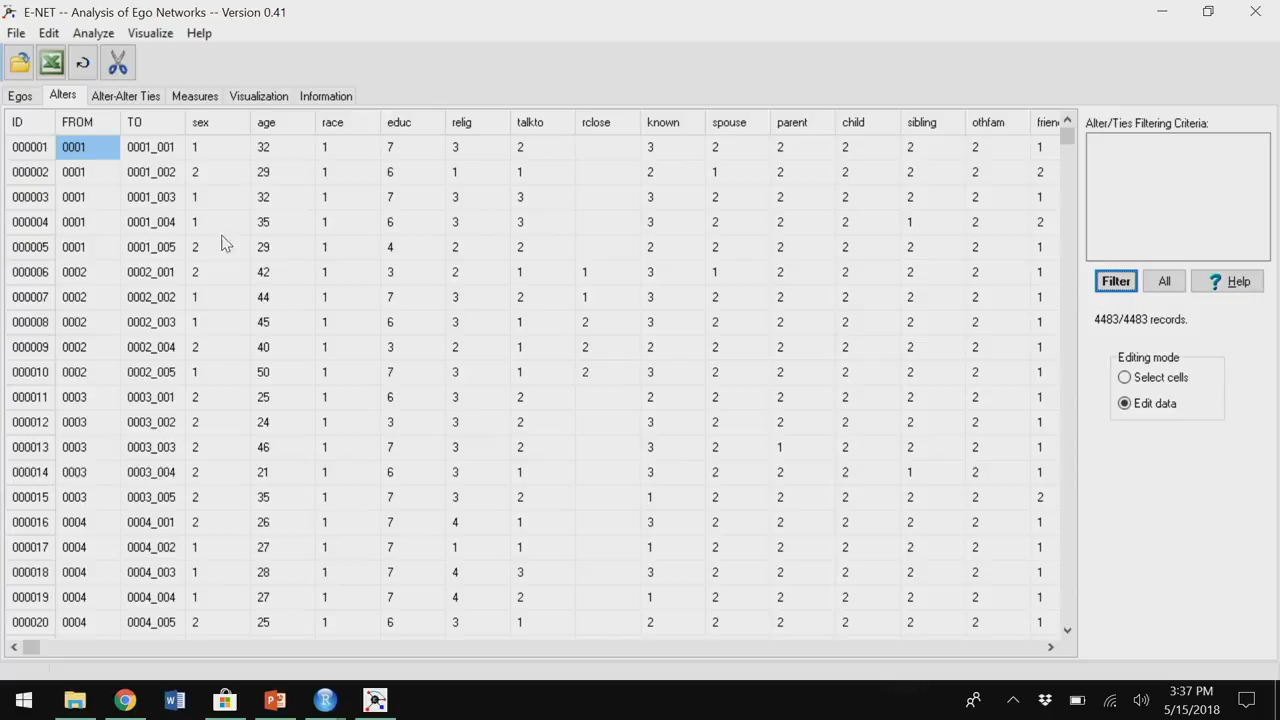 E-NET -- Analysis of Ego Networks -- Version 0.41
File Edit Analyze Visualize Help
Egos Alters Alter-Alter Ties Measures Visualization Information
ID FROM TO sex age race educ relig talkto rclose known spouse parent child sibling othfam frien
000001 0001 0001_001 1 32 1 7 3 2 3 2 2 2 2 2 1
000002 0001 0001_002 2 29 1 6 1 1 2 1 2 2 2 2 2
000003 0001 0001_003 1 32 1 7 3 3 3 2 2 2 2 2 1
000004 0001 0001_004 1 35 1 6 3 3 3 2 2 2 1 2 2
000005 0001 0001_005 2 29 1 4 2 2 2 2 2 2 2 2 1
000006 0002 0002_001 2 42 1 3 2 1 1 3 1 2 2 2 2 1
000007 0002 0002_002 1 44 1 7 3 2 1 3 2 2 2 2 2 1
000008 0002 0002_003 1 45 1 6 3 1 2 3 2 2 2 2 2 1
000009 0002 0002_004 2 40 1 3 2 1 2 2 2 2 2 2 2 1
000010 0002 0002_005 1 50 1 7 3 1 2 3 2 2 2 2 2 1
000011 0003 0003_001 2 25 1 6 3 2 2 2 2 2 2 2 1
000012 0003 0003_002 2 24 1 3 3 2 3 2 2 2 2 2 1
000013 0003 0003_003 2 46 1 7 3 2 3 2 1 2 2 2 1
000014 0003 0003_004 2 21 1 6 3 1 3 2 2 2 1 2 1
000015 0003 0003_005 2 35 1 7 3 2 1 2 2 2 2 2 2
000016 0004 0004_001 2 26 1 7 4 1 3 2 2 2 2 2 1
000017 0004 0004_002 1 27 1 7 1 1 1 2 2 2 2 2 1
000018 0004 0004_003 1 28 1 7 4 3 3 2 2 2 2 2 1
000019 0004 0004_004 1 27 1 7 4 2 1 2 2 2 2 2 1
000020 0004 0004_005 2 25 1 6 3 1 2 2 2 2 2 2 1
Alter/Ties Filtering Criteria:
Filter All ? Help
4483/4483 records.
Editing mode
Select cells
Edit data
3:37 PM
5/15/2018